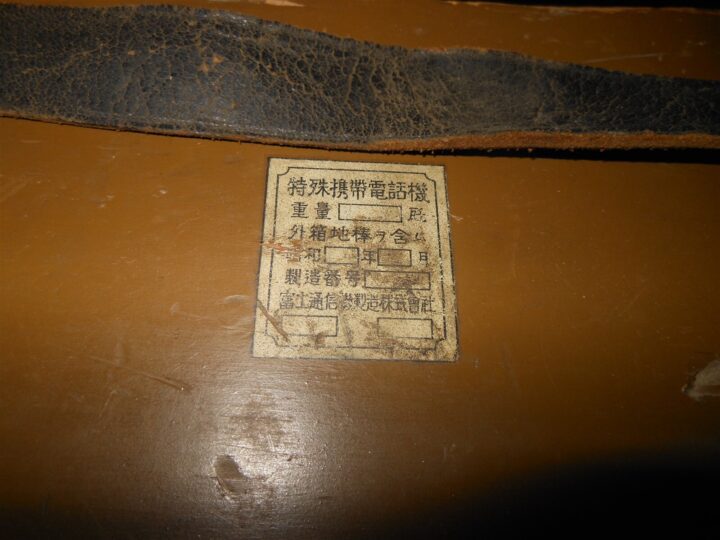 特殊携帯電話機
重量 瓩
外箱地棒ヲ含ム
昭和 年 日
製造番号
富士通信機製造株式會社